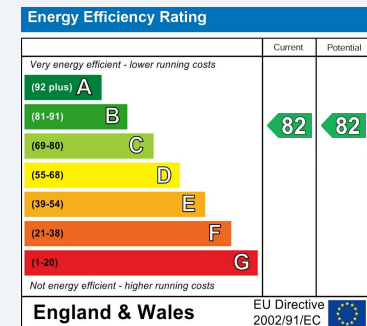 Energy Efficiency Rating
Current Potential
Very energy efficient - lower running costs
(92 plus) A
(81-91) B
82 82
(69-80) C
(55-68) D
(39-54) E
(21-38) F
(1-20) G
Not energy efficient - higher running costs
England & Wales
EU Directive
2002/91/EC